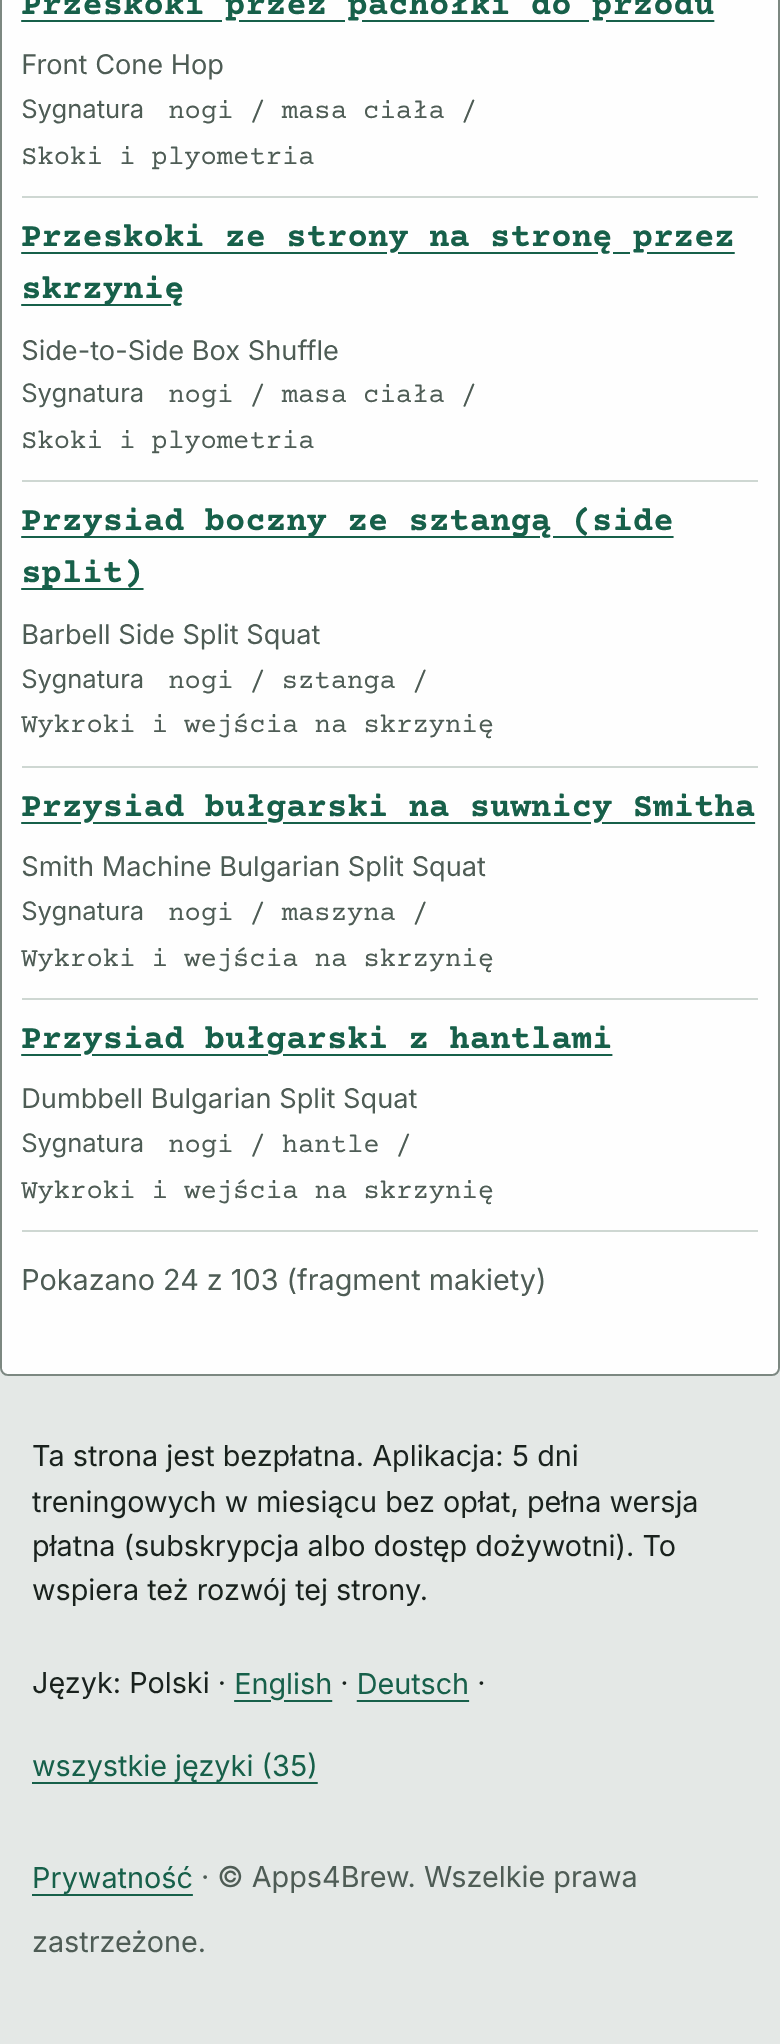 Przeskoki przez pachołki do przodu
Front Cone Hop
Sygnatura nogi / masa ciała /
Skoki i plyometria
Przeskoki ze strony na stronę przez
skrzynię
Side-to-Side Box Shuffle
Sygnatura nogi / masa ciała /
Skoki i plyometria
Przysiad boczny ze sztangą (side
split)
Barbell Side Split Squat
Sygnatura nogi / sztanga /
Wykroki i wejścia na skrzynię
Przysiad bułgarski na suwnicy Smitha
Smith Machine Bulgarian Split Squat
Sygnatura nogi / maszyna /
Wykroki i wejścia na skrzynię
Przysiad bułgarski z hantlami
Dumbbell Bulgarian Split Squat
Sygnatura nogi / hantle /
Wykroki i wejścia na skrzynię
Pokazano 24 z 103 (fragment makiety)
Ta strona jest bezpłatna. Aplikacja: 5 dni
treningowych w miesiącu bez opłat, pełna wersja
płatna (subskrypcja albo dostęp dożywotni). To
wspiera też rozwój tej strony.
Język: Polski · English · Deutsch ·
wszystkie języki (35)
Prywatność · © Apps4Brew. Wszelkie prawa
zastrzeżone.